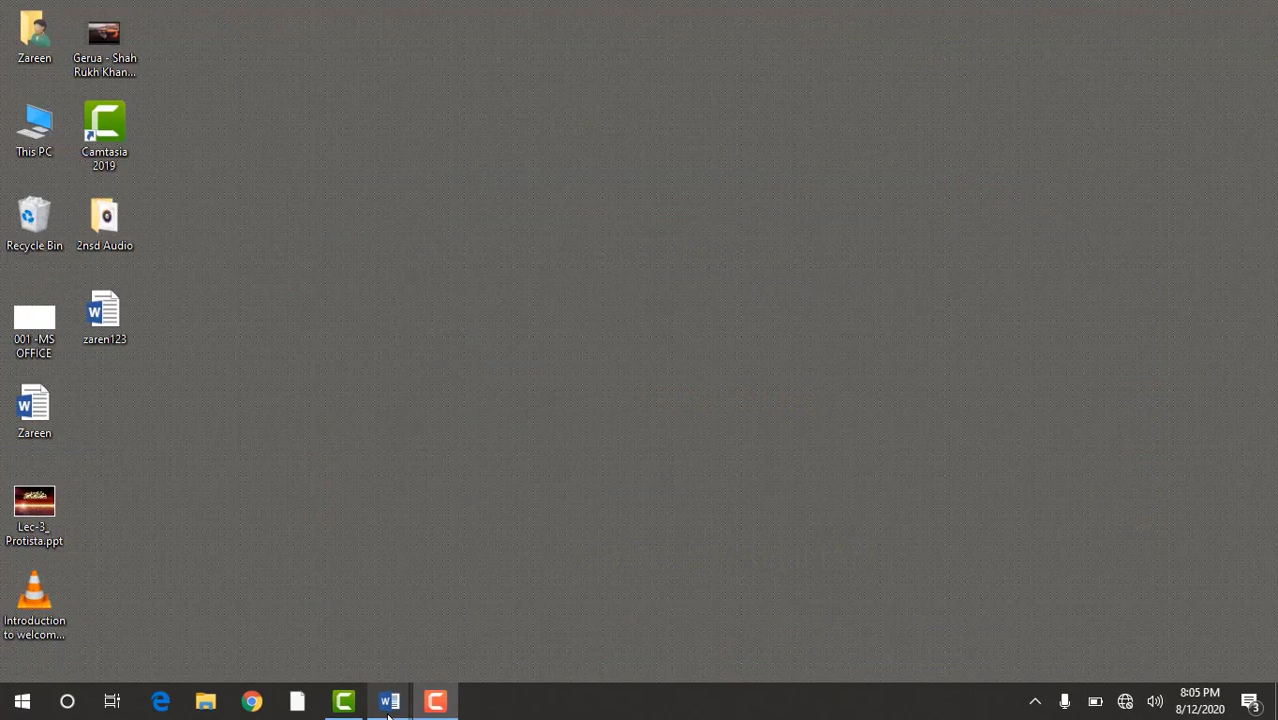 Zareen
Gerua - Shah
Rukh Khan...
This PC
Camtasia
2019
Recycle Bin
2nsd Audio
001 -MS
OFFICE
zaren123
Zareen
Lec-3_
Protista.ppt
Introduction
to welcom...
8:05 PM
8/12/2020
3